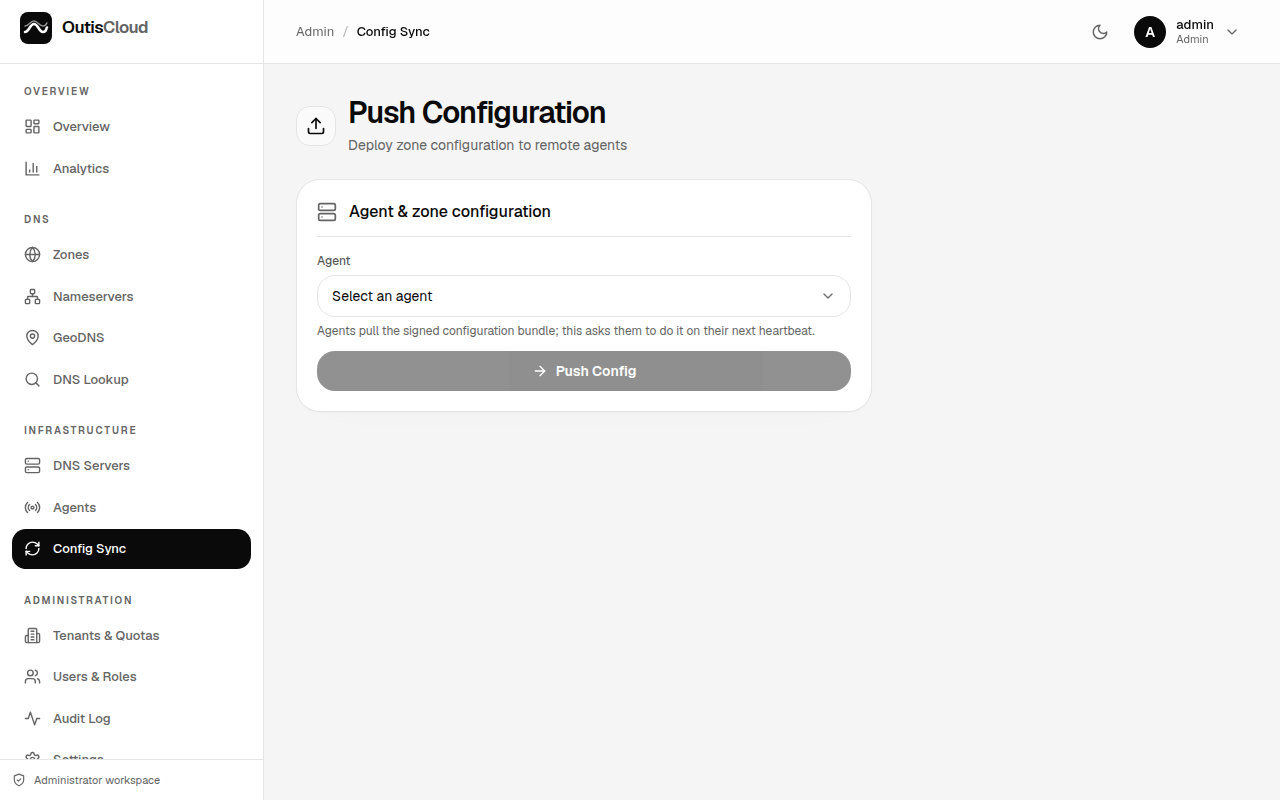 OutisCloud
Admin / Config Sync
A
admin
Admin
OVERVIEW
Overview
Analytics
DNS
Zones
Nameservers
GeoDNS
DNS Lookup
INFRASTRUCTURE
DNS Servers
Agents
Config Sync
ADMINISTRATION
Tenants & Quotas
Users & Roles
Audit Log
Settings
Administrator workspace
Push Configuration
Deploy zone configuration to remote agents
Agent & zone configuration
Agent
Select an agent
Agents pull the signed configuration bundle; this asks them to do it on their next heartbeat.
Push Config